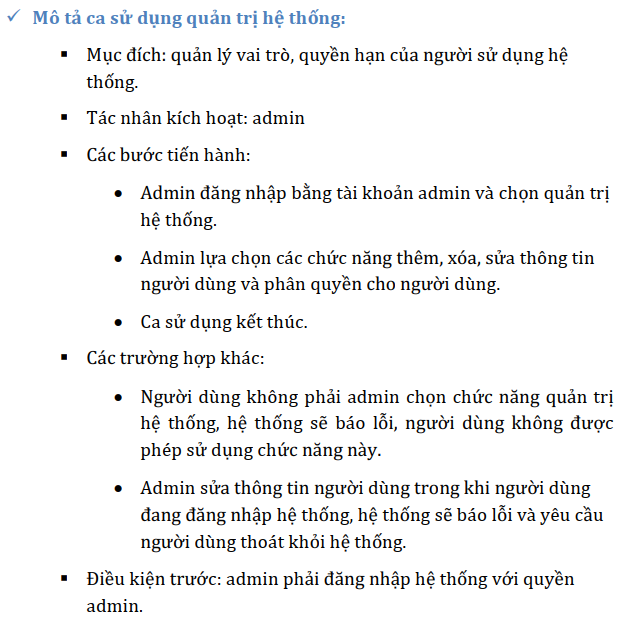 ✓ Mô tả ca sử dụng quản trị hệ thống:
▪ Mục đích: quản lý vai trò, quyền hạn của người sử dụng hệ
thống.
▪ Tác nhân kích hoạt: admin
▪ Các bước tiến hành:
• Admin đăng nhập bằng tài khoản admin và chọn quản trị
hệ thống.
• Admin lựa chọn các chức năng thêm, xóa, sửa thông tin
người dùng và phân quyền cho người dùng.
• Ca sử dụng kết thúc.
▪ Các trường hợp khác:
• Người dùng không phải admin chọn chức năng quản trị
hệ thống, hệ thống sẽ báo lỗi, người dùng không được
phép sử dụng chức năng này.
• Admin sửa thông tin người dùng trong khi người dùng
đang đăng nhập hệ thống, hệ thống sẽ báo lỗi và yêu cầu
người dùng thoát khỏi hệ thống.
▪ Điều kiện trước: admin phải đăng nhập hệ thống với quyền
admin.